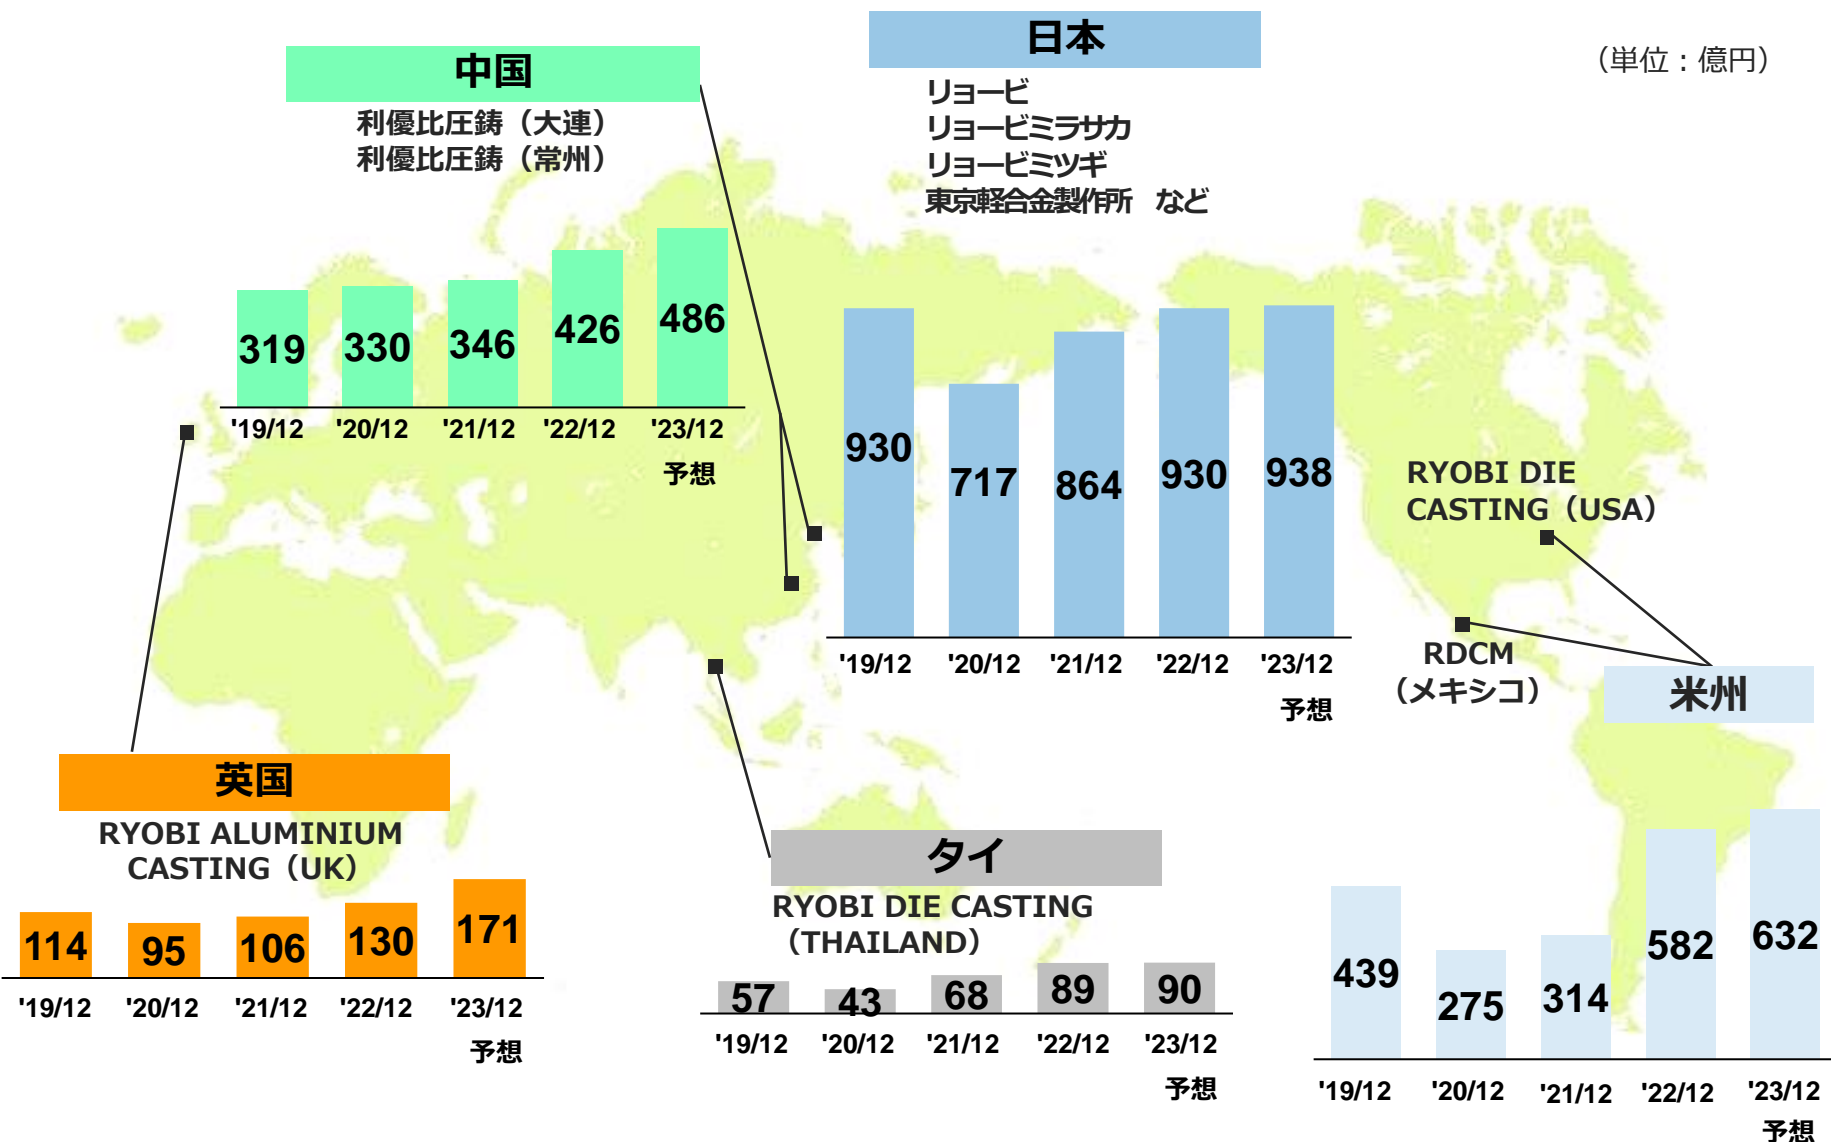 （単位：億円）
中国
利優比圧鋳（大連）
利優比圧鋳（常州）
319 330 346 426 486
'19/12 '20/12 '21/12 '22/12 '23/12
予想
日本
リョービ
リョービミラサカ
リョービミツギ
東京軽合金製作所　など
930 717 864 930 938
'19/12 '20/12 '21/12 '22/12 '23/12
予想
RYOBI DIE
CASTING（USA）
RDCM
（メキシコ）
米州
439 275 314 582 632
'19/12 '20/12 '21/12 '22/12 '23/12
予想
英国
RYOBI ALUMINIUM
CASTING（UK）
114 95 106 130 171
'19/12 '20/12 '21/12 '22/12 '23/12
予想
タイ
RYOBI DIE CASTING
（THAILAND）
57 43 68 89 90
'19/12 '20/12 '21/12 '22/12 '23/12
予想